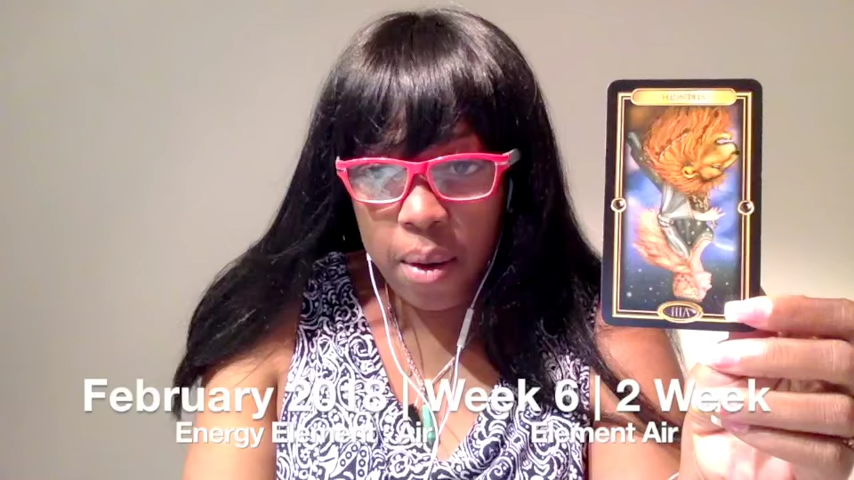 February 2018 | Week 6 | 2 Week
Energy Element - Air Element Air
VIII